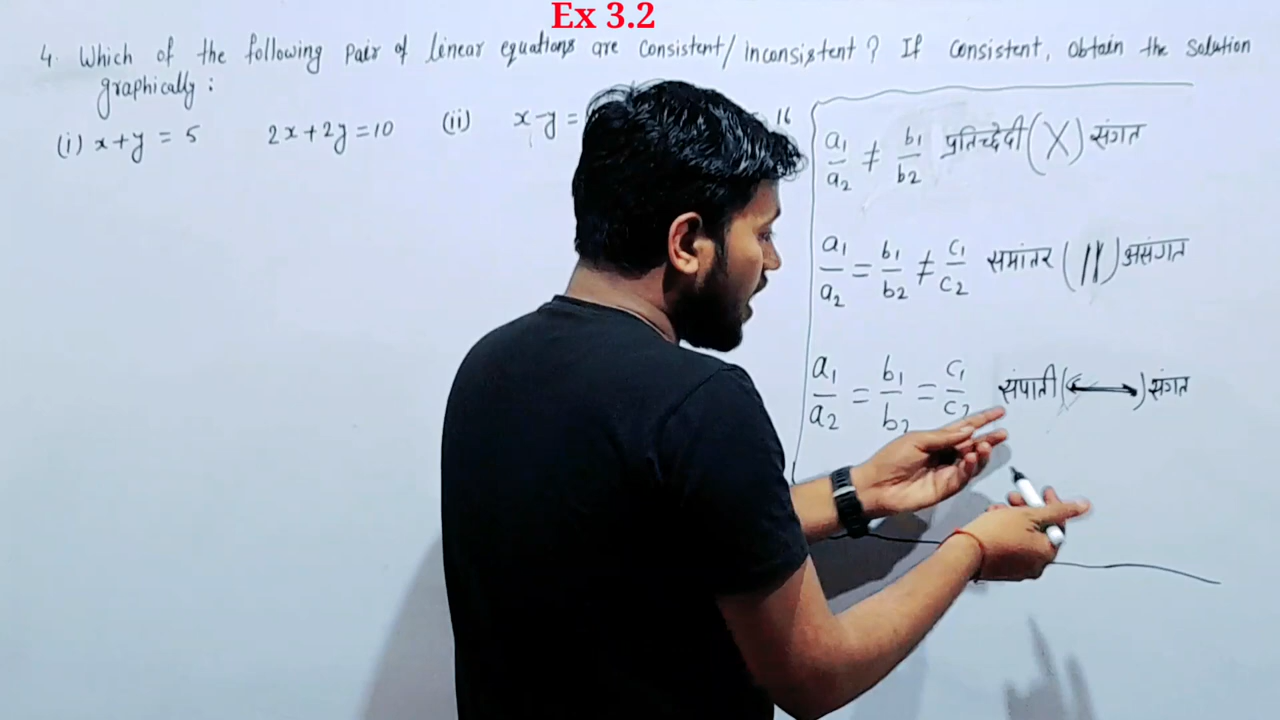 Ex 3.2
4. Which of the following pair of linear equations are consistent/inconsistent? If consistent, obtain the solution
graphically:
(i) x+y = 5 2x+2y=10 (ii) x-y = 16
a₁/a₂ ≠ b₁/b₂ प्रतिच्छेदी (X) संगत
a₁/a₂ = b₁/b₂ ≠ c₁/c₂ समांतर (||) असंगत
a₁/a₂ = b₁/b₂ = c₁/c₂ संपाती (↔) संगत